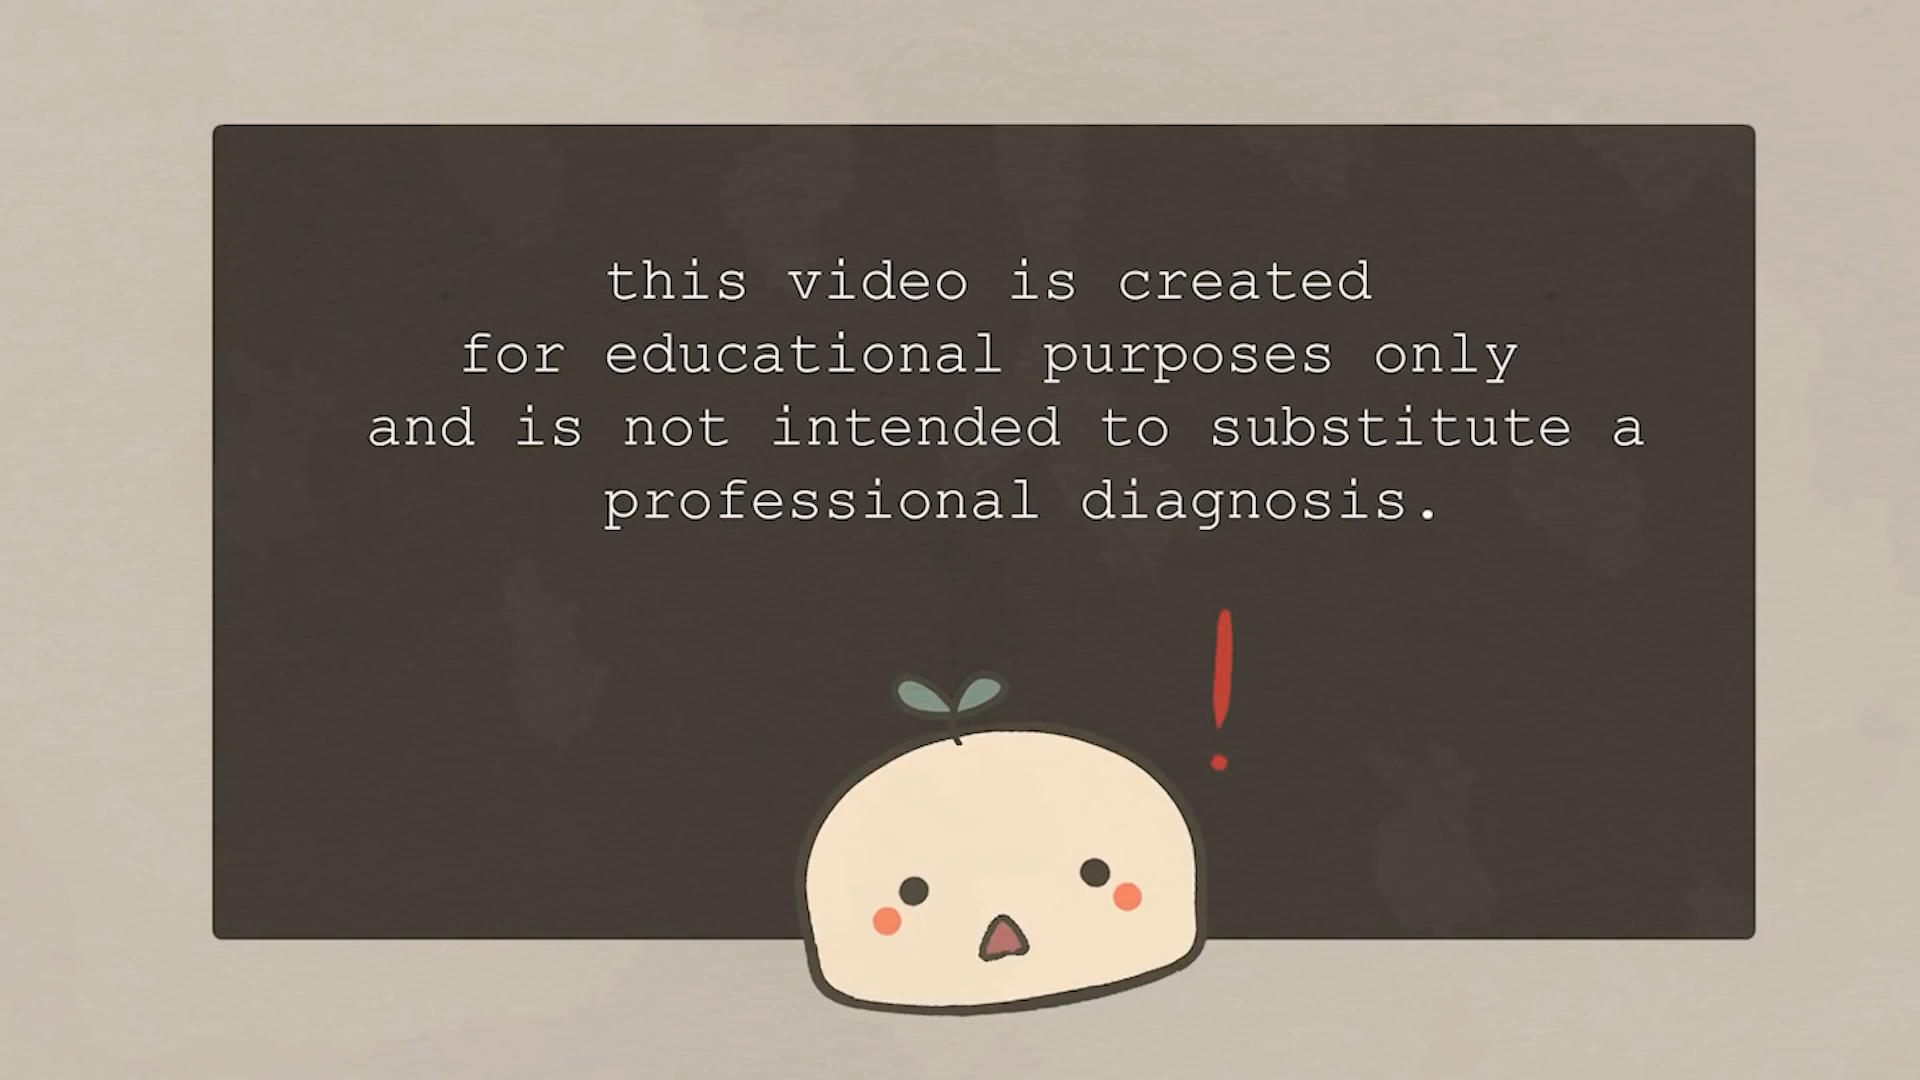 this video is created
for educational purposes only
and is not intended to substitute a
professional diagnosis.
!